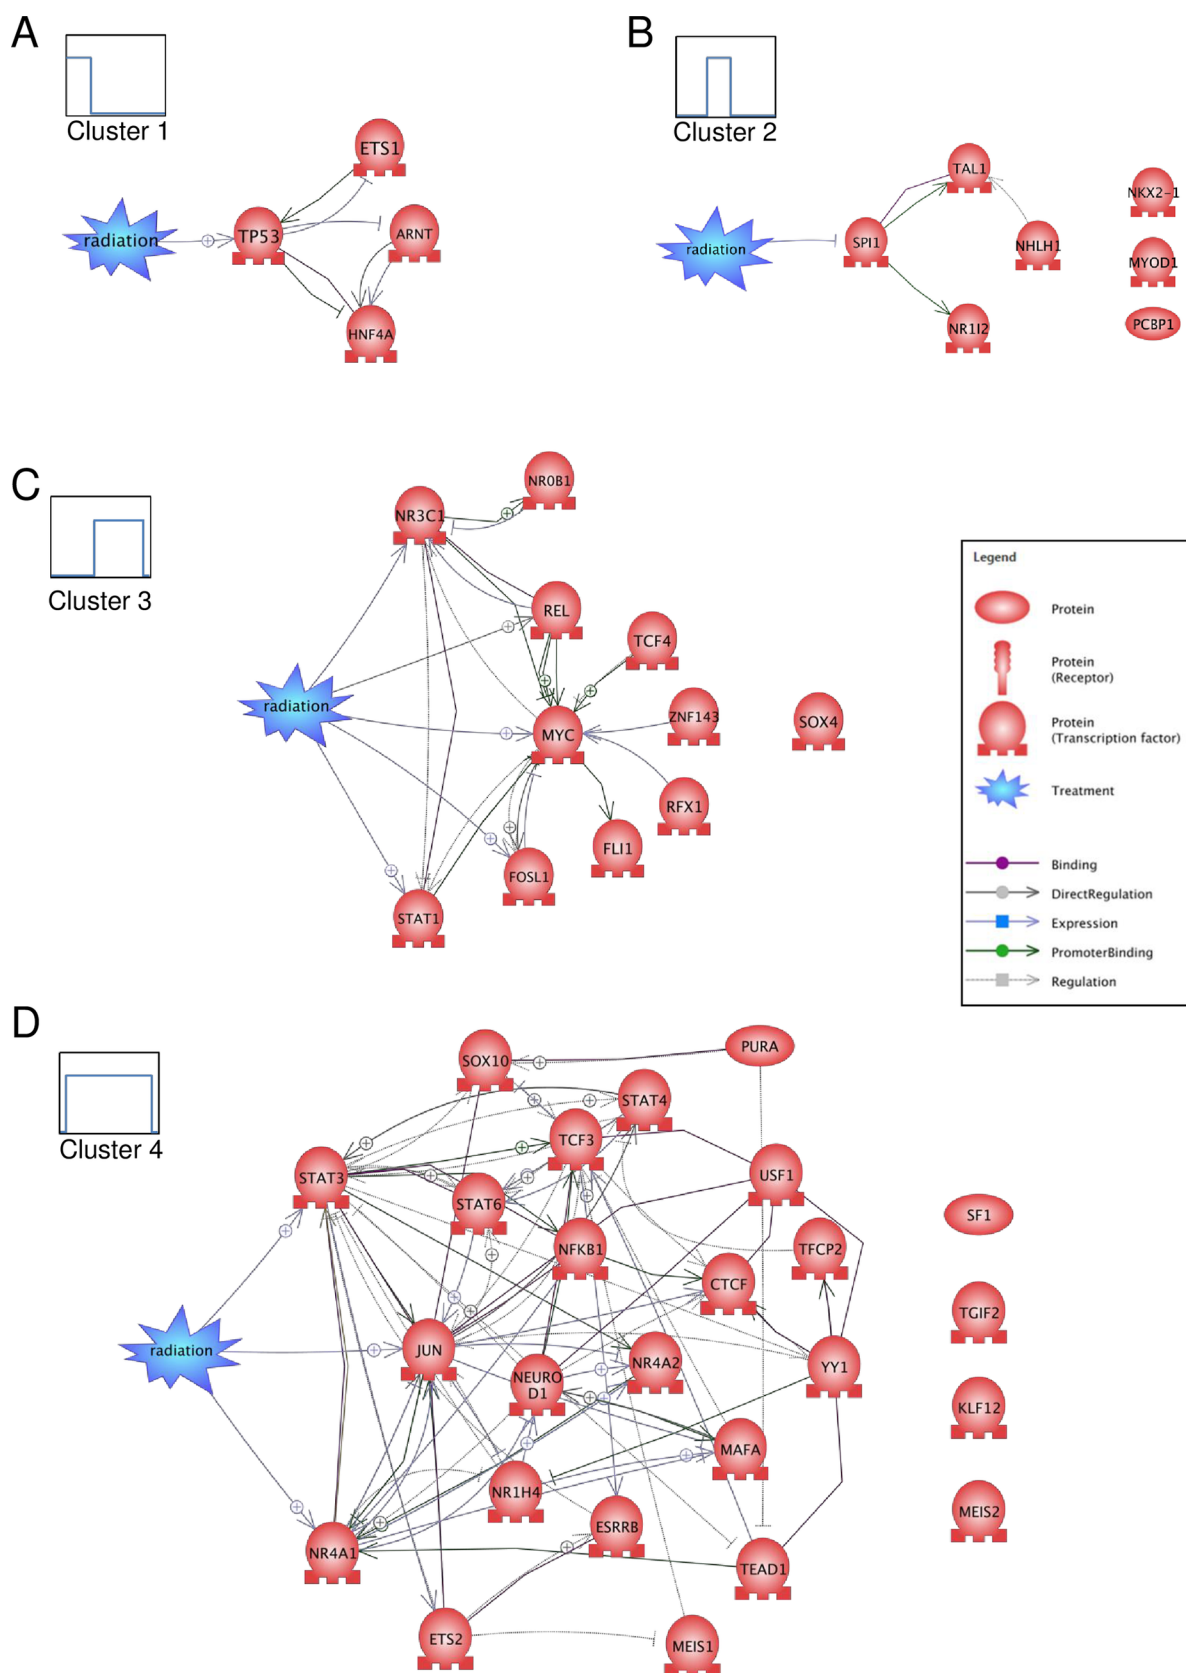 A
Cluster 1
radiation
TP53
ETS1
ARNT
HNF4A
B
Cluster 2
radiation
SPI1
TAL1
NHLH1
NR1I2
NKX2-1
MYOD1
PCBP1
C
Cluster 3
radiation
NR3C1
NR0B1
REL
TCF4
MYC
ZNF143
SOX4
RFX1
FLI1
FOSL1
STAT1
Legend
Protein
Protein
(Receptor)
Protein
(Transcription factor)
Treatment
Binding
DirectRegulation
Expression
PromoterBinding
Regulation
D
Cluster 4
radiation
SOX10
PURA
STAT4
TCF3
STAT3
USF1
STAT6
SF1
NFKB1
TFCP2
CTCF
TGIF2
JUN
NR4A2
YY1
NEURO
D1
KLF12
MAFA
NR1H4
MEIS2
ESRRB
NR4A1
TEAD1
ETS2
MEIS1